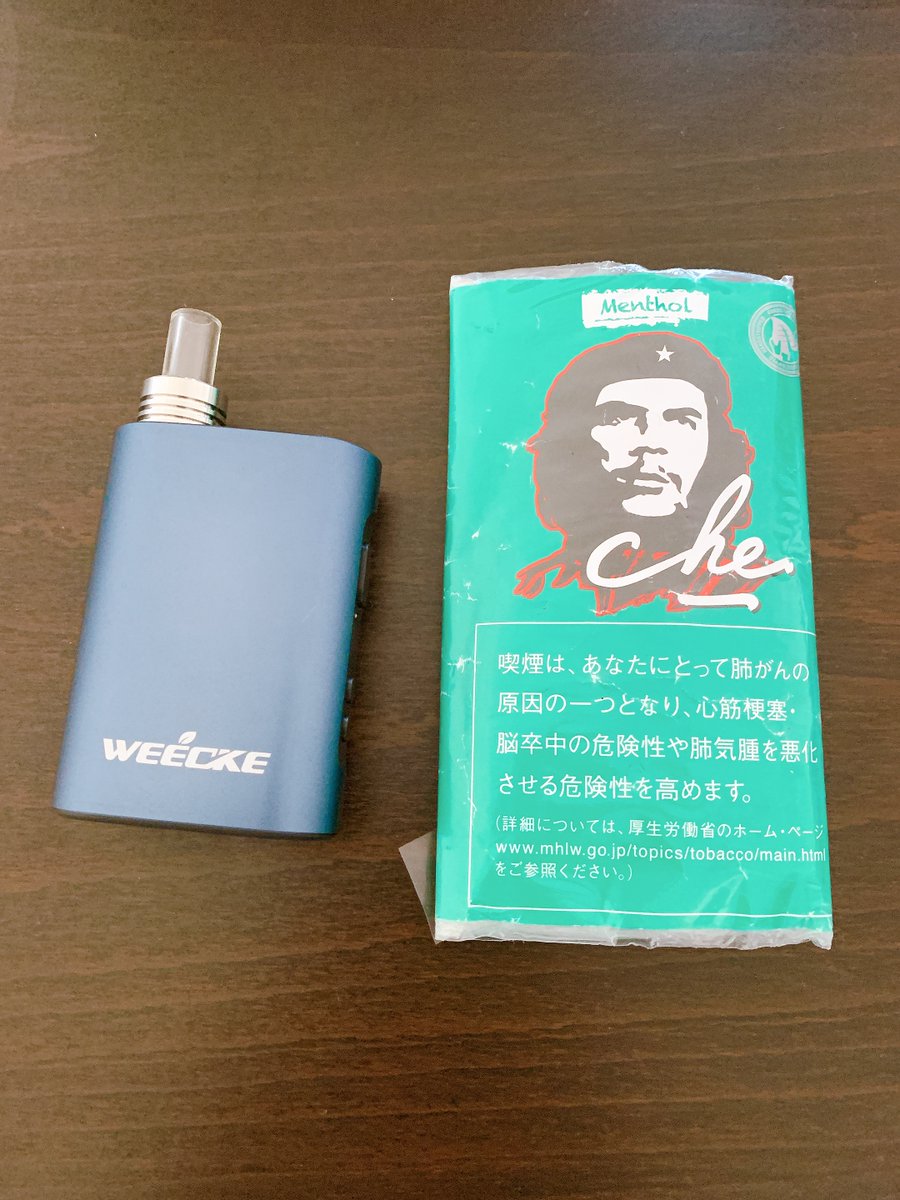 WEECKE
Menthol
che.
喫煙は、あなたにとって肺がんの
原因の一つとなり、心筋梗塞・
脳卒中の危険性や肺気腫を悪化
させる危険性を高めます。
(詳細については、厚生労働省のホーム・ページ
www.mhlw.go.jp/topics/tobacco/main.html
をご参照ください。)